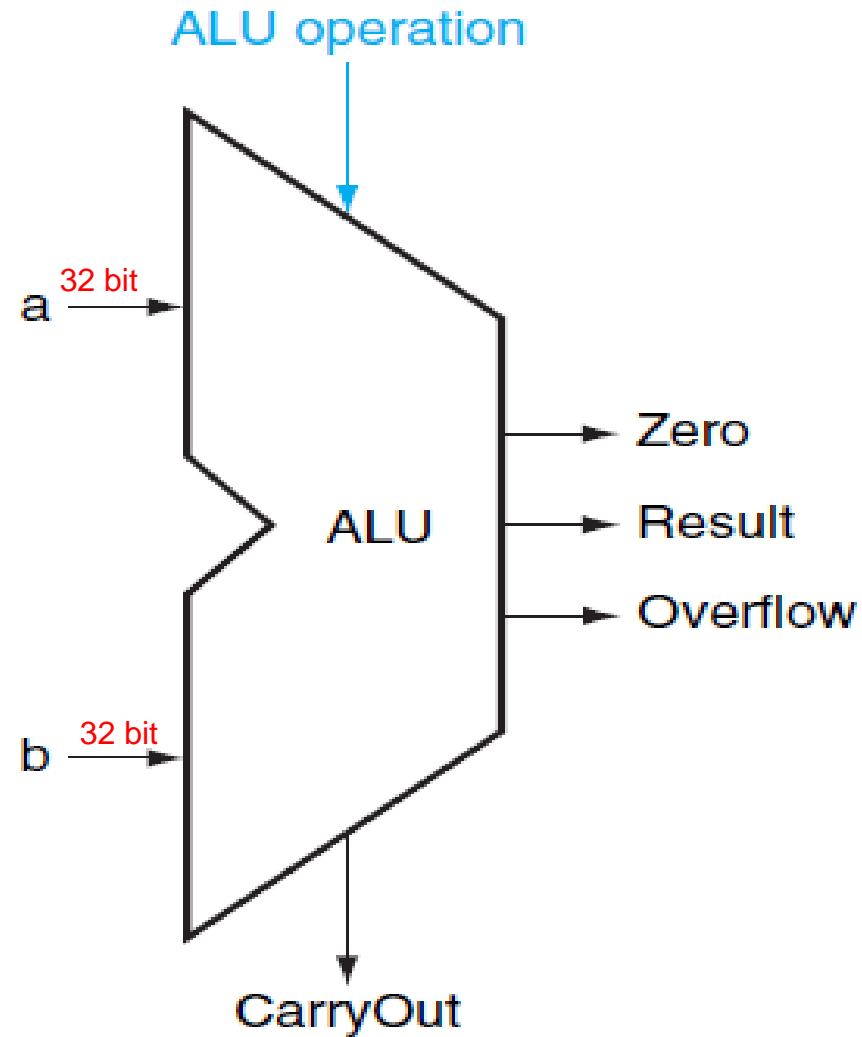 ALU operation
32 bit
a
Zero
ALU
Result
Overflow
32 bit
b
CarryOut